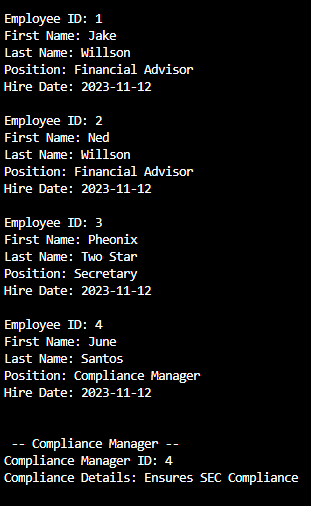 Employee ID: 1
First Name: Jake
Last Name: Willson
Position: Financial Advisor
Hire Date: 2023-11-12
Employee ID: 2
First Name: Ned
Last Name: Willson
Position: Financial Advisor
Hire Date: 2023-11-12
Employee ID: 3
First Name: Pheonix
Last Name: Two Star
Position: Secretary
Hire Date: 2023-11-12
Employee ID: 4
First Name: June
Last Name: Santos
Position: Compliance Manager
Hire Date: 2023-11-12
-- Compliance Manager --
Compliance Manager ID: 4
Compliance Details: Ensures SEC Compliance